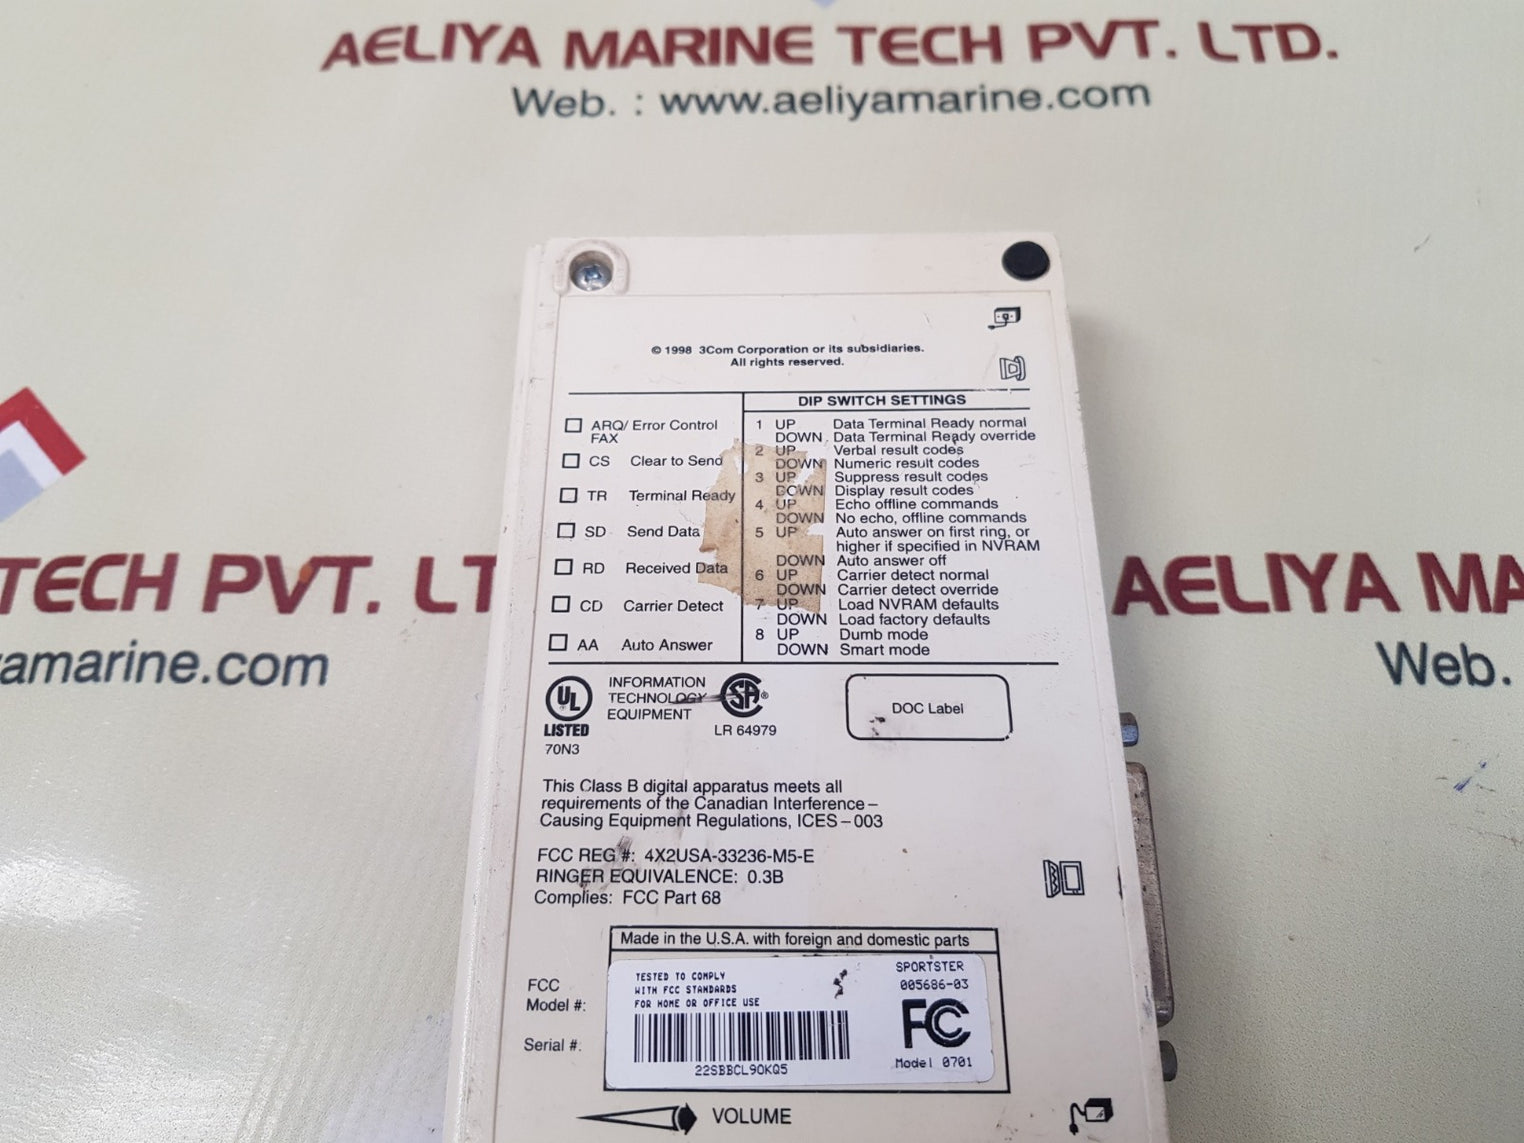 AELIYA MARINE TECH PVT. LTD.
Web. : www.aeliyamarine.com
© 1998 3Com Corporation or its subsidiaries.
All rights reserved.
ARQ/ Error Control
FAX
CS Clear to Send
TR Terminal Ready
SD Send Data
RD Received Data
CD Carrier Detect
AA Auto Answer
DIP SWITCH SETTINGS
1 UP Data Terminal Ready normal
DOWN Data Terminal Ready override
2 UP Verbal result codes
DOWN Numeric result codes
3 UP Suppress result codes
DOWN Display result codes
4 UP Echo offline commands
DOWN No echo, offline commands
5 UP Auto answer on first ring, or
higher if specified in NVRAM
DOWN Auto answer off
6 UP Carrier detect normal
DOWN Carrier detect override
7 UP Load NVRAM defaults
DOWN Load factory defaults
8 UP Dumb mode
DOWN Smart mode
TECH PVT. LT
yamarine.com
AELIYA MA
Web.
UL
LISTED
70N3
INFORMATION
TECHNOLOGY
EQUIPMENT
SA®
LR 64979
DOC Label
This Class B digital apparatus meets all
requirements of the Canadian Interference –
Causing Equipment Regulations, ICES – 003
FCC REG #: 4X2USA-33236-M5-E
RINGER EQUIVALENCE: 0.3B
Complies: FCC Part 68
Made in the U.S.A. with foreign and domestic parts
FCC
Model #:
Serial #:
TESTED TO COMPLY
WITH FCC STANDARDS
FOR HOME OR OFFICE USE
22SBBCL90KQ5
SPORTSTER
005686-03
FC
Model 0701
VOLUME